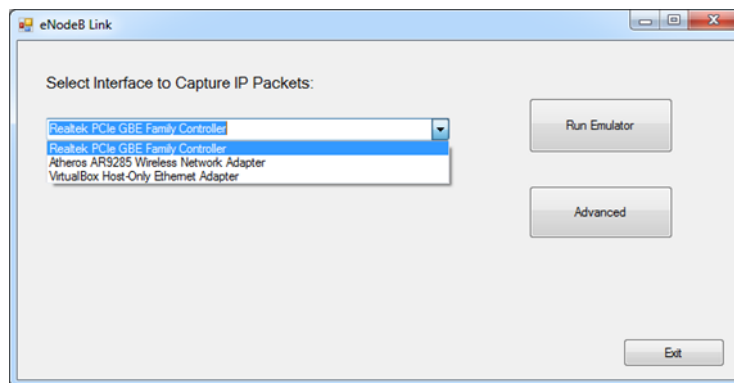 eNodeB Link
Select Interface to Capture IP Packets:
Realtek PCIe GBE Family Controller
Realtek PCIe GBE Family Controller
Atheros AR9285 Wireless Network Adapter
VirtualBox Host-Only Ethernet Adapter
Run Emulator
Advanced
Exit